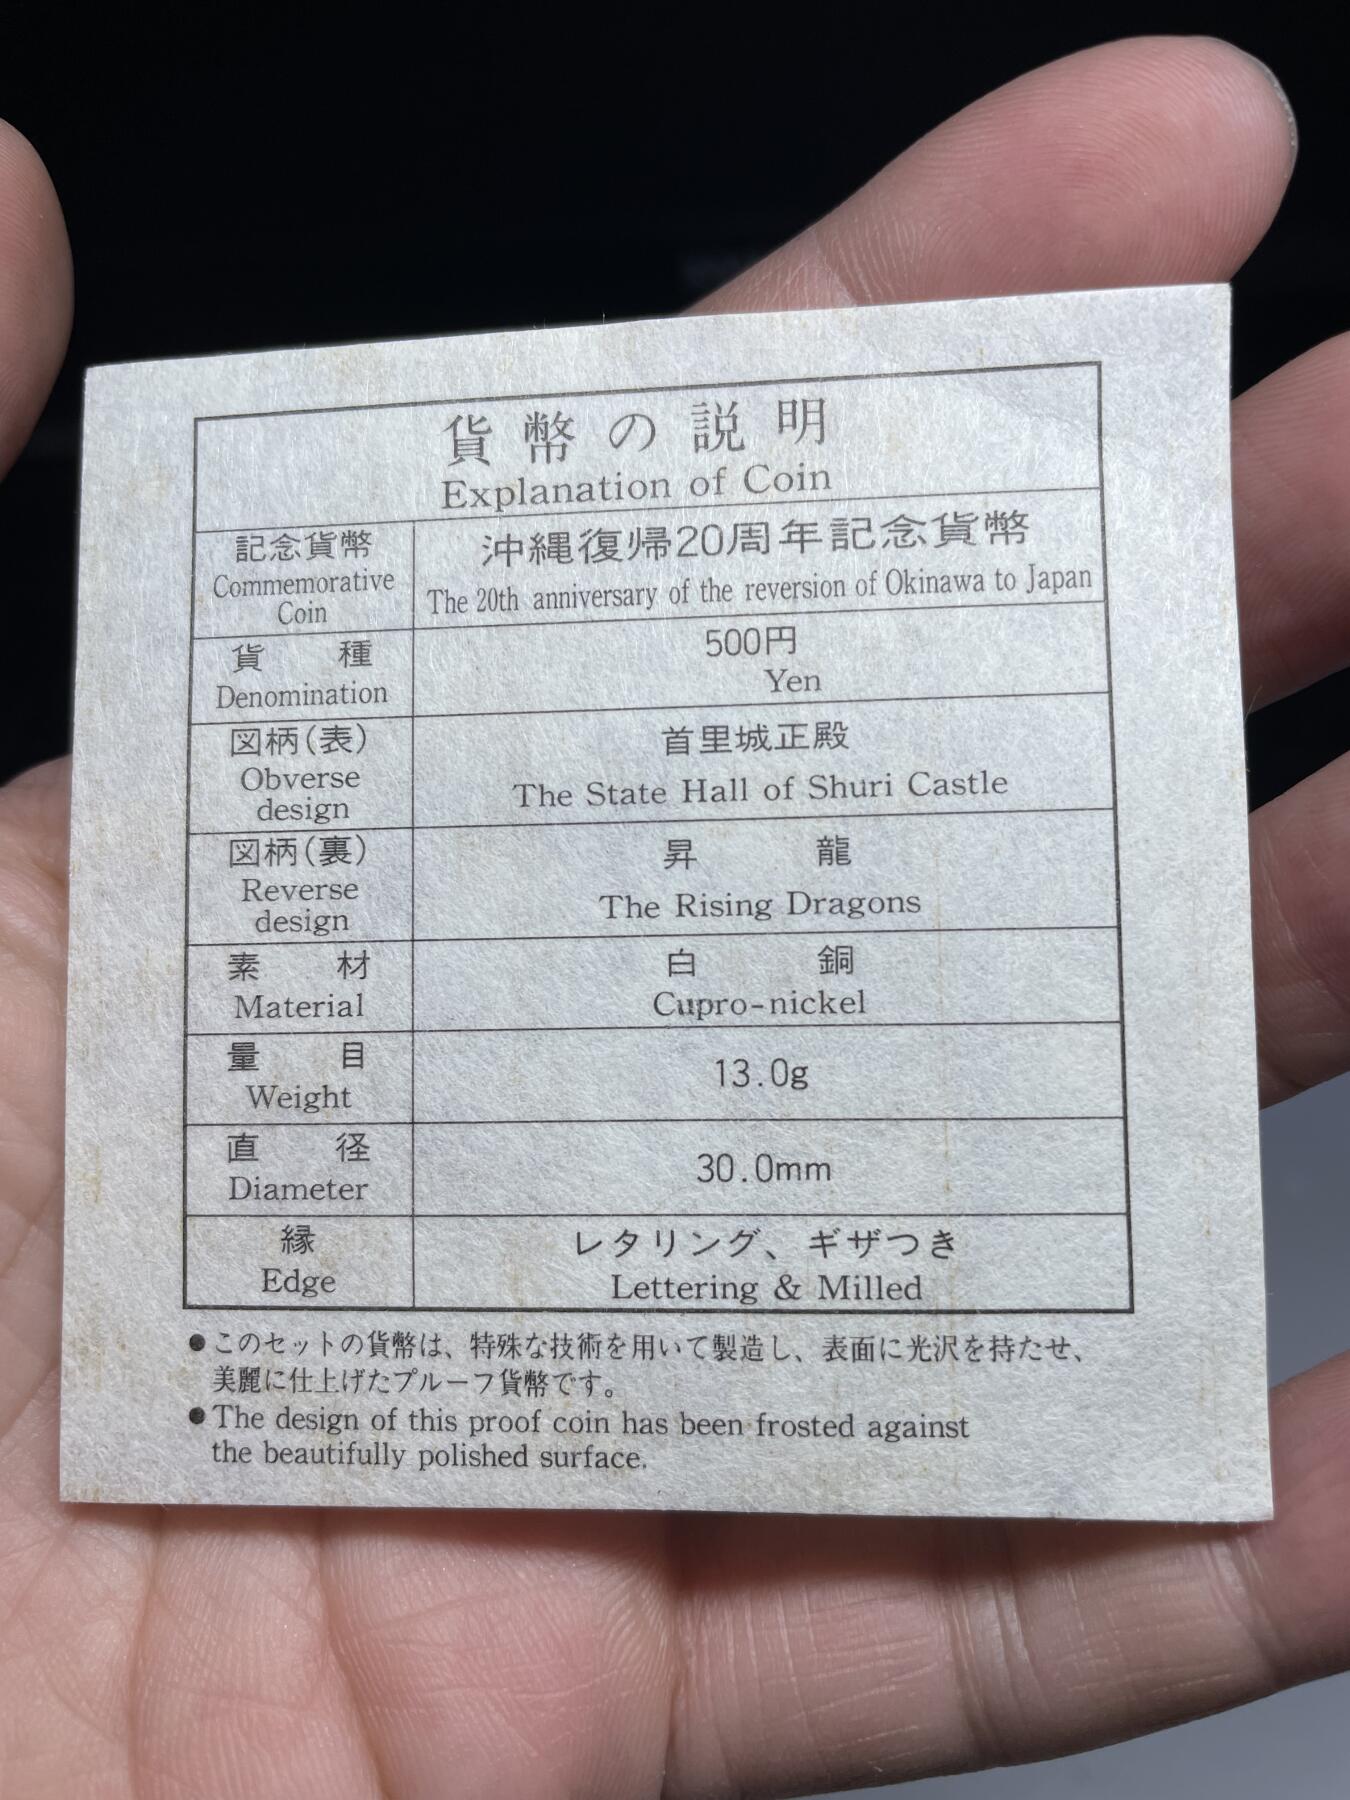 貨幣の説明
Explanation of Coin
記念貨幣
Commemorative
Coin
沖縄復帰20周年記念貨幣
The 20th anniversary of the reversion of Okinawa to Japan
貨種
Denomination
500円
Yen
図柄(表)
Obverse
design
首里城正殿
The State Hall of Shuri Castle
図柄(裏)
Reverse
design
昇龍
The Rising Dragons
素材
Material
白銅
Cupro-nickel
量目
Weight
13.0g
直径
Diameter
30.0mm
縁
Edge
レタリング、ギザつき
Lettering & Milled
●このセットの貨幣は、特殊な技術を用いて製造し、表面に光沢を持たせ、
美麗に仕上げたプルーフ貨幣です。
●The design of this proof coin has been frosted against
the beautifully polished surface.